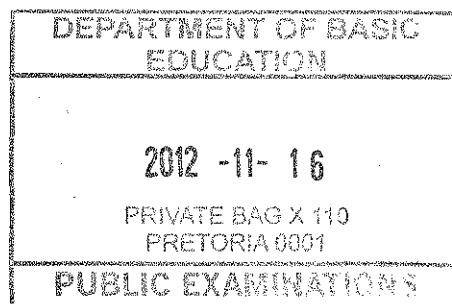 DEPARTMENT OF BASIC
EDUCATION
2012 -11- 16
PRIVATE BAG X 110
PRETORIA 0001
PUBLIC EXAMINATIONS